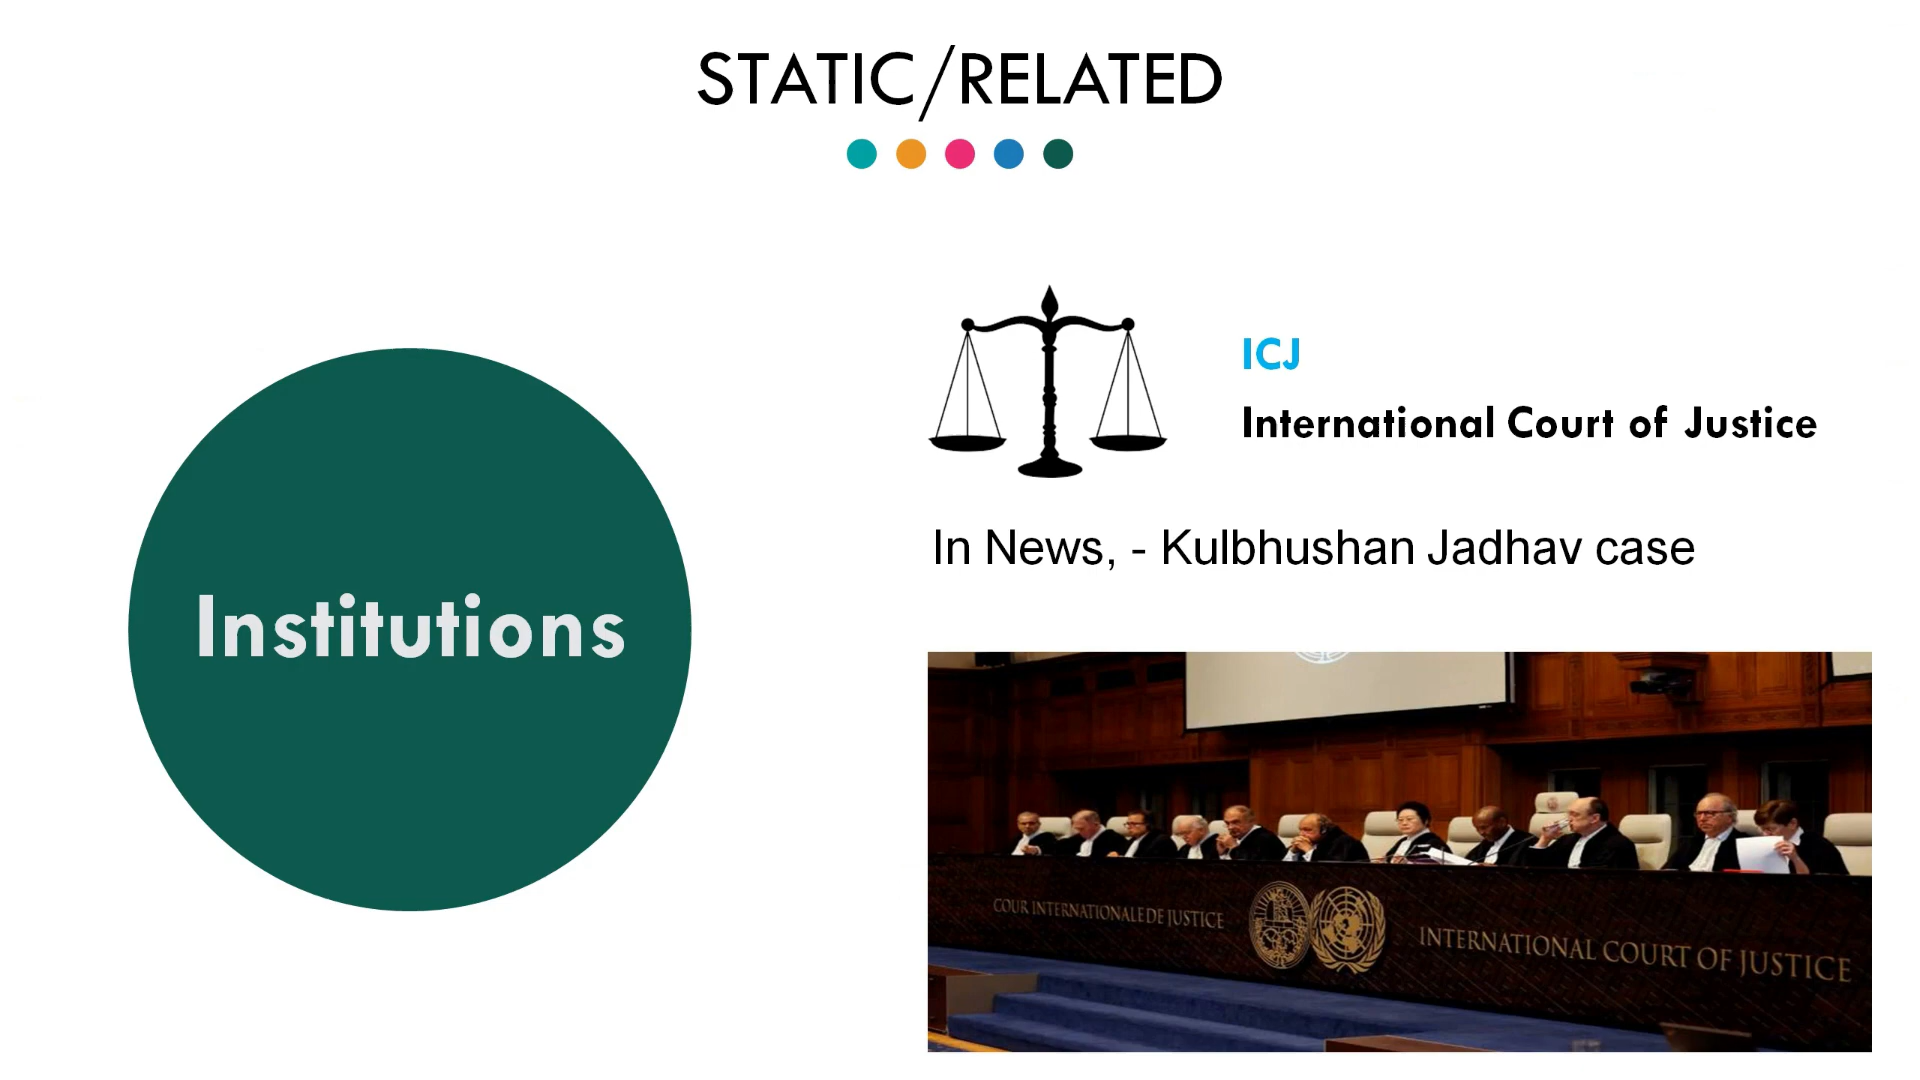 STATIC/RELATED
Institutions
ICJ
International Court of Justice
In News, - Kulbhushan Jadhav case
COUR INTERNATIONALE DE JUSTICE
INTERNATIONAL COURT OF JUSTICE